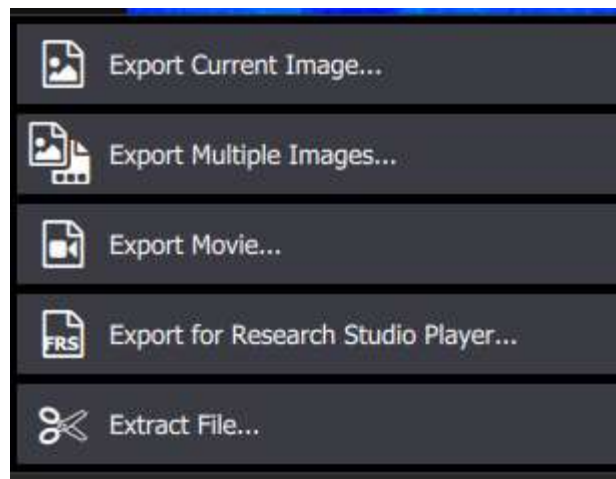 Export Current Image...
Export Multiple Images...
Export Movie...
FRS
Export for Research Studio Player...
Extract File...